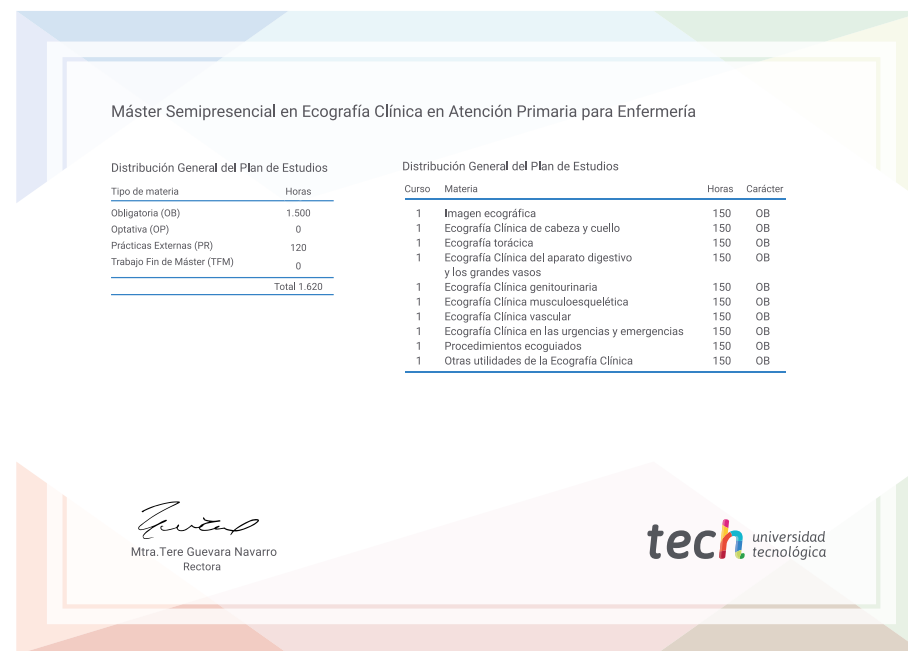 Máster Semipresencial en Ecografía Clínica en Atención Primaria para Enfermería
Distribución General del Plan de Estudios
Tipo de materia Horas
Obligatoria (OB) 1.500
Optativa (OP) 0
Prácticas Externas (PR) 120
Trabajo Fin de Máster (TFM) 0
Total 1.620
Distribución General del Plan de Estudios
Curso Materia Horas Carácter
1 Imagen ecográfica 150 OB
1 Ecografía Clínica de cabeza y cuello 150 OB
1 Ecografía torácica 150 OB
1 Ecografía Clínica del aparato digestivo 150 OB
y los grandes vasos
1 Ecografía Clínica genitourinaria 150 OB
1 Ecografía Clínica musculoesquelética 150 OB
1 Ecografía Clínica vascular 150 OB
1 Ecografía Clínica en las urgencias y emergencias 150 OB
1 Procedimientos ecoguiados 150 OB
1 Otras utilidades de la Ecografía Clínica 150 OB
Mtra.Tere Guevara Navarro
Rectora
tech universidad
tecnológica